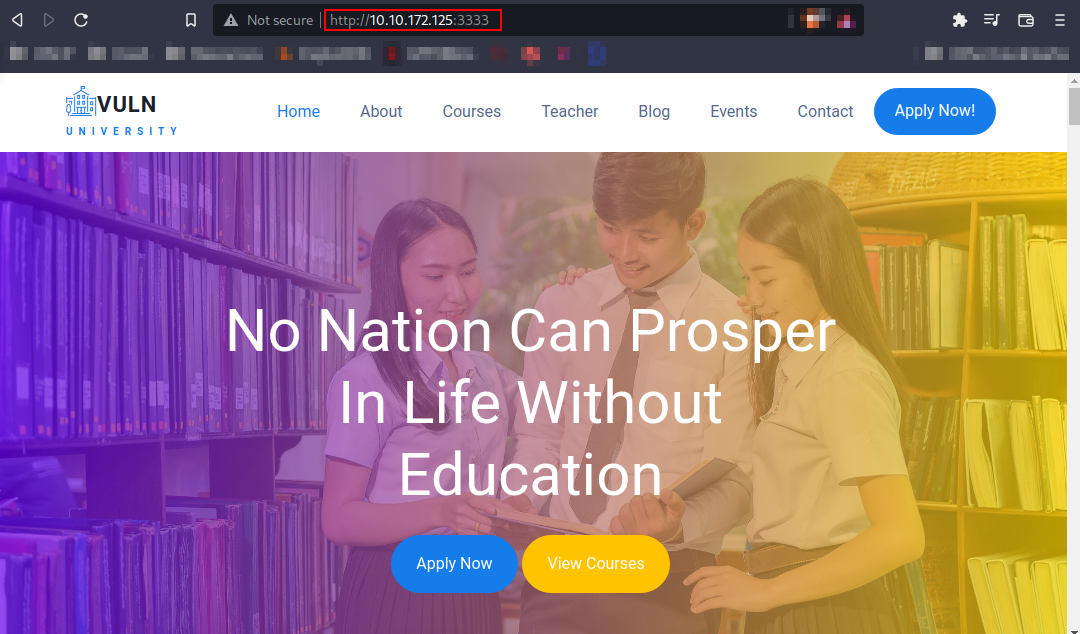 Not secure
http://10.10.172.125:3333
VULN
UNIVERSITY
Home
About
Courses
Teacher
Blog
Events
Contact
Apply Now!
No Nation Can Prosper
In Life Without
Education
Apply Now
View Courses